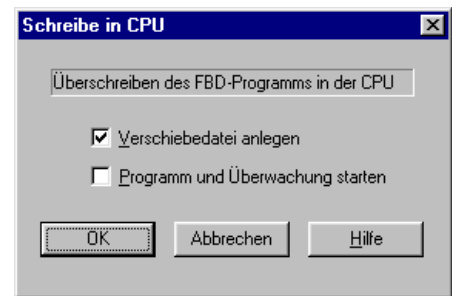 Schreibe in CPU
Überschreiben des FBD-Programms in der CPU
Verschiebedatei anlegen
Programm und Überwachung starten
OK Abbrechen Hilfe